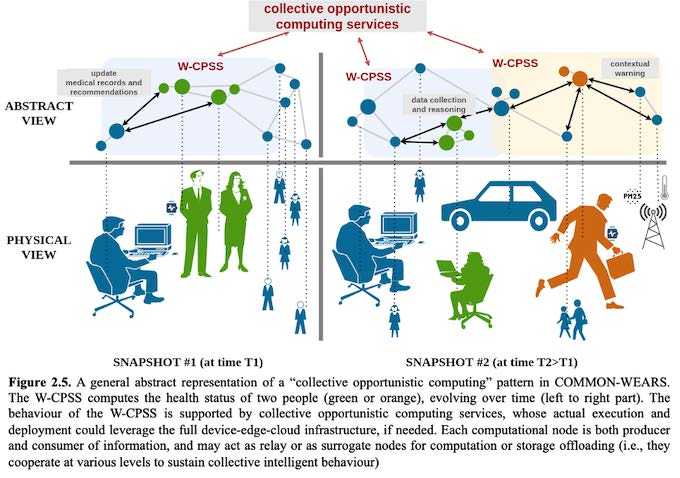 collective opportunistic
computing services
W-CPSS
update
medical records and
recommendations
ABSTRACT
VIEW
W-CPSS
W-CPSS
contextual
warning
data collection
and reasoning
PHYSICAL
VIEW
PM2.5
SNAPSHOT #1 (at time T1)
SNAPSHOT #2 (at time T2>T1)
Figure 2.5. A general abstract representation of a “collective opportunistic computing” pattern in COMMON-WEARS.
The W-CPSS computes the health status of two people (green or orange), evolving over time (left to right part). The
behaviour of the W-CPSS is supported by collective opportunistic computing services, whose actual execution and
deployment could leverage the full device-edge-cloud infrastructure, if needed. Each computational node is both producer
and consumer of information, and may act as relay or as surrogate nodes for computation or storage offloading (i.e., they
cooperate at various levels to sustain collective intelligent behaviour)